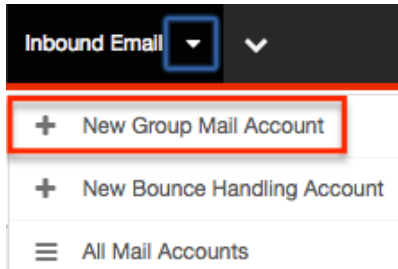 Inbound Email
New Group Mail Account
New Bounce Handling Account
All Mail Accounts